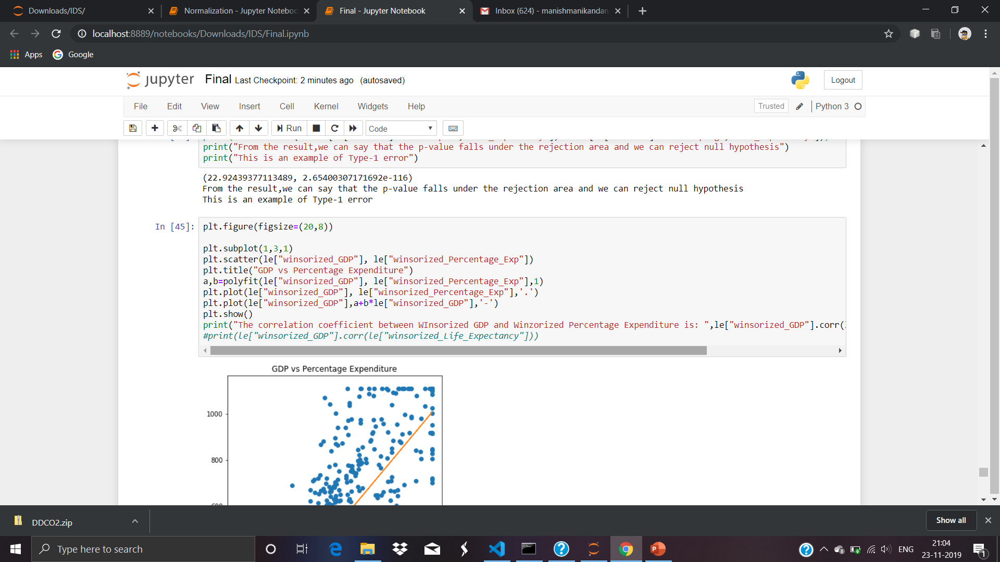 Downloads/IDS/
Normalization - Jupyter Noteboo
Final - Jupyter Notebook
Inbox (624) - manishmanikandan
localhost:8889/notebooks/Downloads/IDS/Final.ipynb
Apps
Google
jupyter Final Last Checkpoint: 2 minutes ago (autosaved)
Logout
File Edit View Insert Cell Kernel Widgets Help
Trusted
Python 3
Run
Code
print("From the result,we can say that the p-value falls under the rejection area and we can reject null hypothesis")
print("This is an example of Type-1 error")
(22.92439377113489, 2.65400307171692e-116)
From the result,we can say that the p-value falls under the rejection area and we can reject null hypothesis
This is an example of Type-1 error
In [45]:
plt.figure(figsize=(20,8))
plt.subplot(1,3,1)
plt.scatter(le["winsorized_GDP"], le["winsorized_Percentage_Exp"])
plt.title("GDP vs Percentage Expenditure")
a,b=polyfit(le["winsorized_GDP"], le["winsorized_Percentage_Exp"],1)
plt.plot(le["winsorized_GDP"], le["winsorized_Percentage_Exp"],'.')
plt.plot(le["winsorized_GDP"],a+b*le["winsorized_GDP"],'-')
plt.show()
print("The correlation coefficient between WInsorized GDP and Winzorized Percentage Expenditure is: ",le["winsorized_GDP"].corr(
#print(le["winsorized_GDP"].corr(le["winsorized_Life_Expectancy"]))
GDP vs Percentage Expenditure
1000
800
600
DDCO2.zip
Show all
Type here to search
ENG
21:04
23-11-2019
1